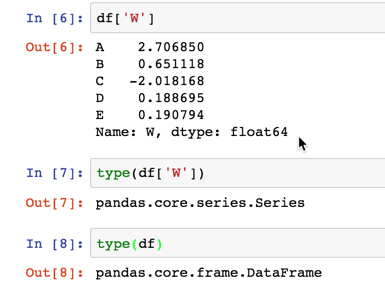 In [6]: df['W']
Out[6]: A    2.706850
B    0.651118
C   -2.018168
D    0.188695
E    0.190794
Name: W, dtype: float64
In [7]: type(df['W'])
Out[7]: pandas.core.series.Series
In [8]: type(df)
Out[8]: pandas.core.frame.DataFrame